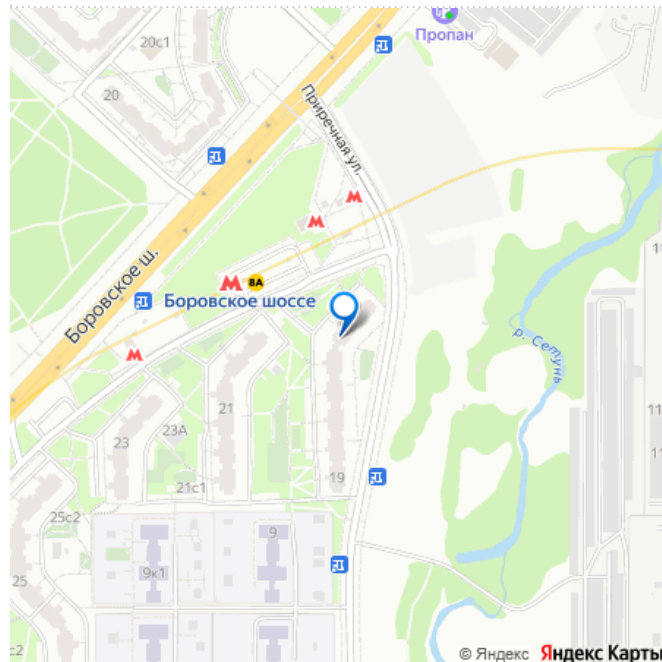 20с1
Пропан
20
Приречная ул.
Боровское ш.
М
М
М 8А
Боровское шоссе
М
р. Сетунь
21
23
23А
19
21с1
25с2
9
25
9к1
с2
© Яндекс Яндекс Карты